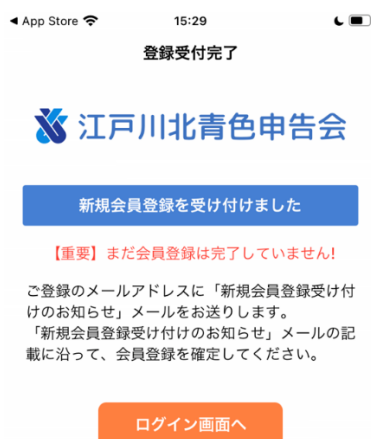 ◀ App Store 15:29
登録受付完了
江戸川北青色申告会
新規会員登録を受け付けました
【重要】まだ会員登録は完了していません!
ご登録のメールアドレスに「新規会員登録受け付
けのお知らせ」メールをお送りします。
「新規会員登録受け付けのお知らせ」メールの記
載に沿って、会員登録を確定してください。
ログイン画面へ